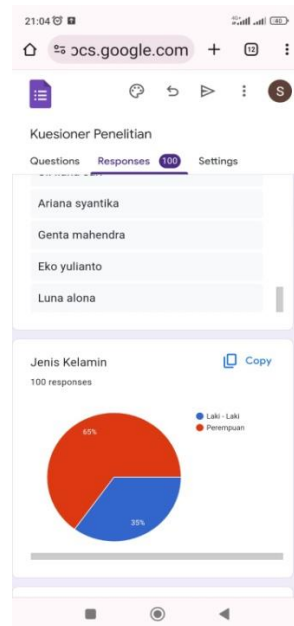 21:04
ocs.google.com
12
S
Kuesioner Penelitian
Questions Responses 100 Settings
Ariana syantika
Genta mahendra
Eko yulianto
Luna alona
Jenis Kelamin
Copy
100 responses
Laki - Laki
Perempuan
65%
35%